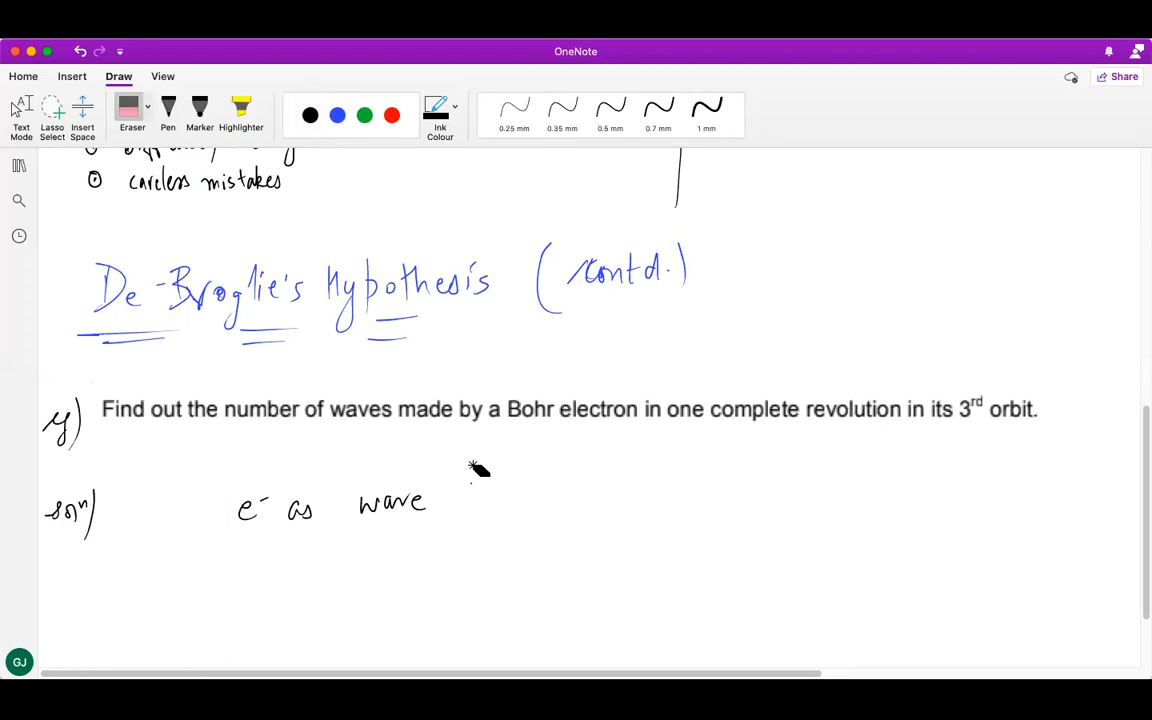 OneNote
Home Insert Draw View
Share
Text Mode
Lasso Select
Insert Space
Eraser
Pen
Marker
Highlighter
Ink Colour
0.25 mm
0.35 mm
0.5 mm
0.7 mm
1 mm
careless mistakes
De-Broglie's Hypothesis (contd.)
Find out the number of waves made by a Bohr electron in one complete revolution in its 3rd orbit.
solⁿ) e⁻ as wave
GJ